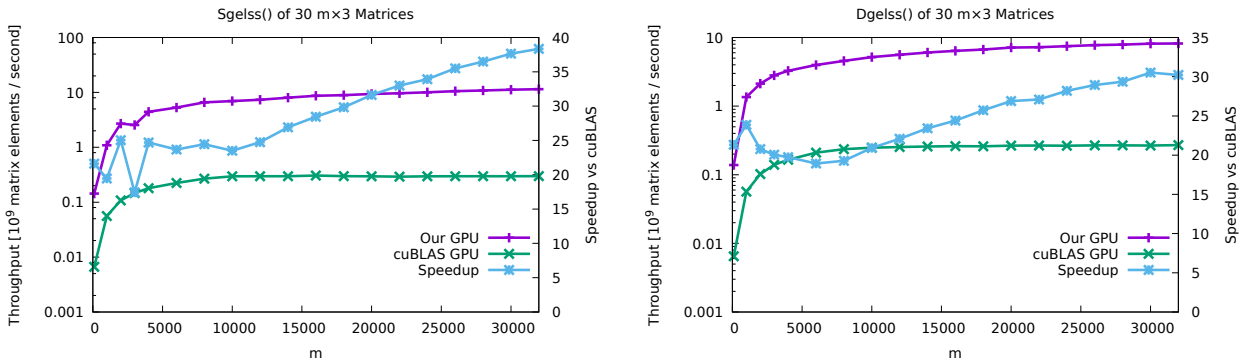 Sgelss() of 30 m×3 Matrices
Throughput [10⁹ matrix elements / second]
100
10
1
0.1
0.01
0.001
40
35
30
25
20
15
10
5
0
Speedup vs cuBLAS
Our GPU
cuBLAS GPU
Speedup
0 5000 10000 15000 20000 25000 30000
m
Dgelss() of 30 m×3 Matrices
Throughput [10⁹ matrix elements / second]
10
1
0.1
0.01
0.001
35
30
25
20
15
10
5
0
Speedup vs cuBLAS
Our GPU
cuBLAS GPU
Speedup
0 5000 10000 15000 20000 25000 30000
m